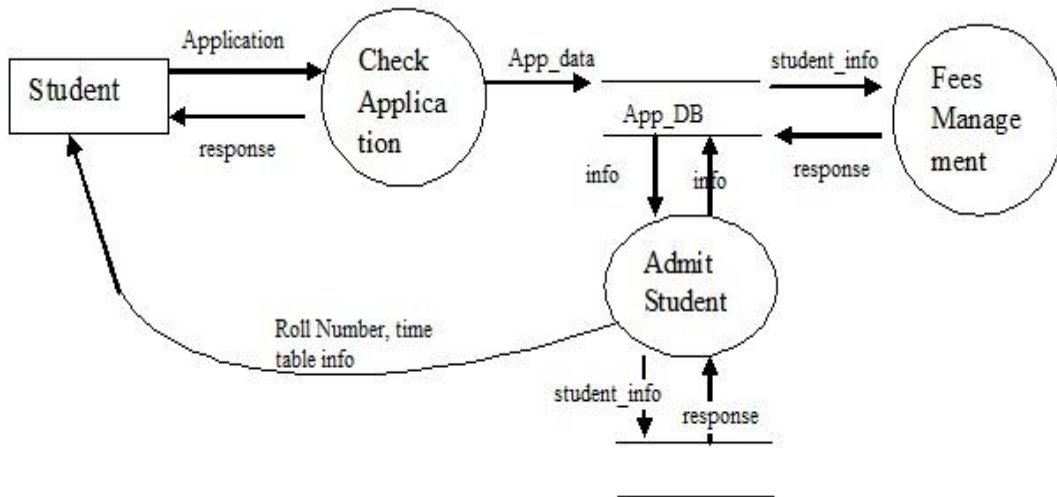 Application
Student
response
Check
Applica
tion
App_data
App_DB
student_info
response
Fees
Manage
ment
info
info
Admit
Student
Roll Number, time
table info
student_info
response